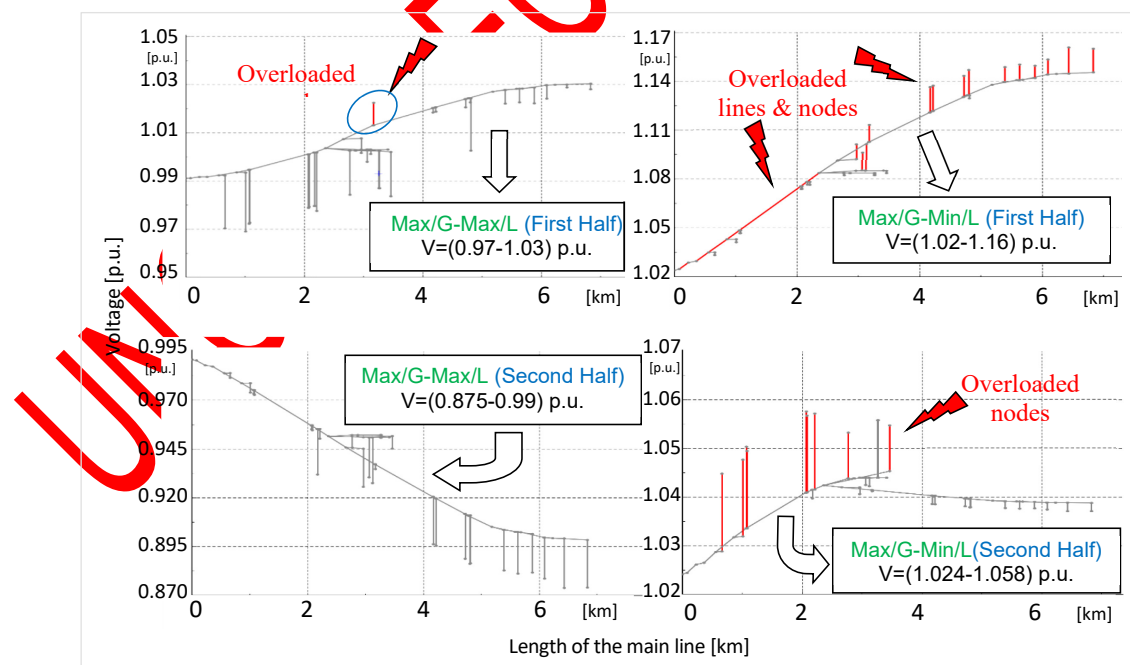 1.05
[p.u.]
1.03
1.01
0.99
0.97
0.95
0
2
4
6
[km]
Overloaded
Max/G-Max/L (First Half)
V=(0.97-1.03) p.u.
1.17
[p.u.]
1.14
1.11
1.08
1.05
1.02
0
2
4
6
[km]
Overloaded
lines & nodes
Max/G-Min/L (First Half)
V=(1.02-1.16) p.u.
Voltage [p.u.]
0.995
[p.u.]
0.970
0.945
0.920
0.895
0.870
0
2
4
6
[km]
Max/G-Max/L (Second Half)
V=(0.875-0.99) p.u.
1.07
1.06
1.05
1.04
1.03
1.02
0
2
4
6
[km]
Overloaded
nodes
Max/G-Min/L(Second Half)
V=(1.024-1.058) p.u.
Length of the main line [km]